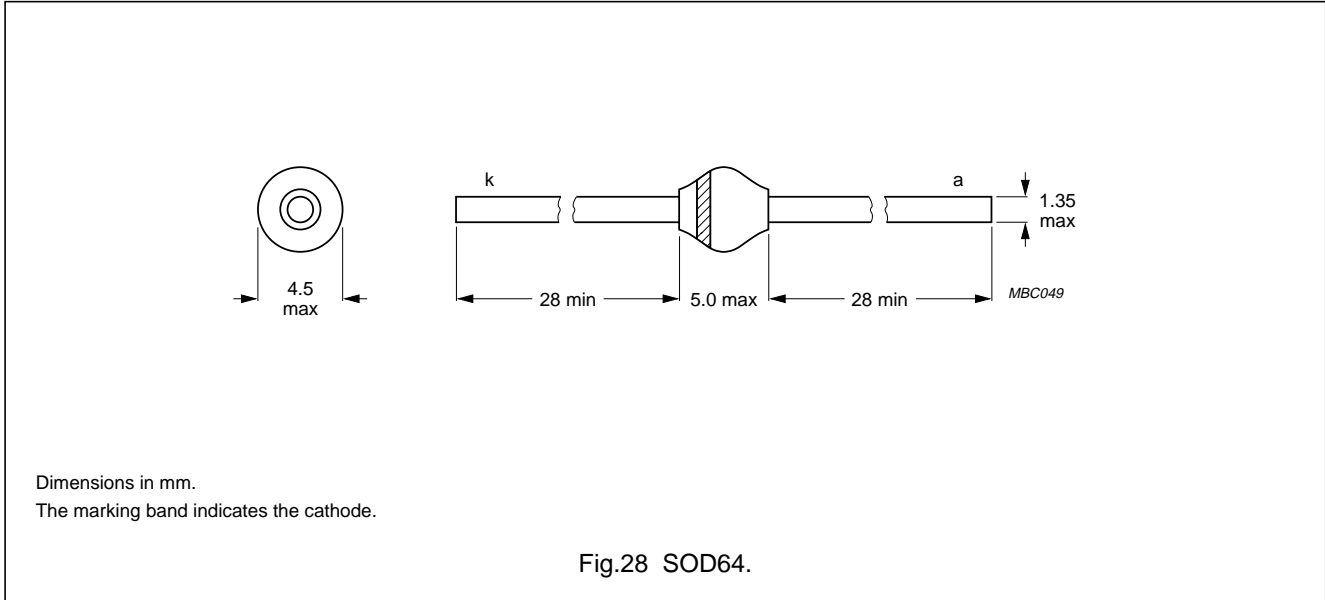 k
a
1.35
max
4.5
max
28 min
5.0 max
28 min
MBC049
Dimensions in mm.
The marking band indicates the cathode.
Fig.28 SOD64.